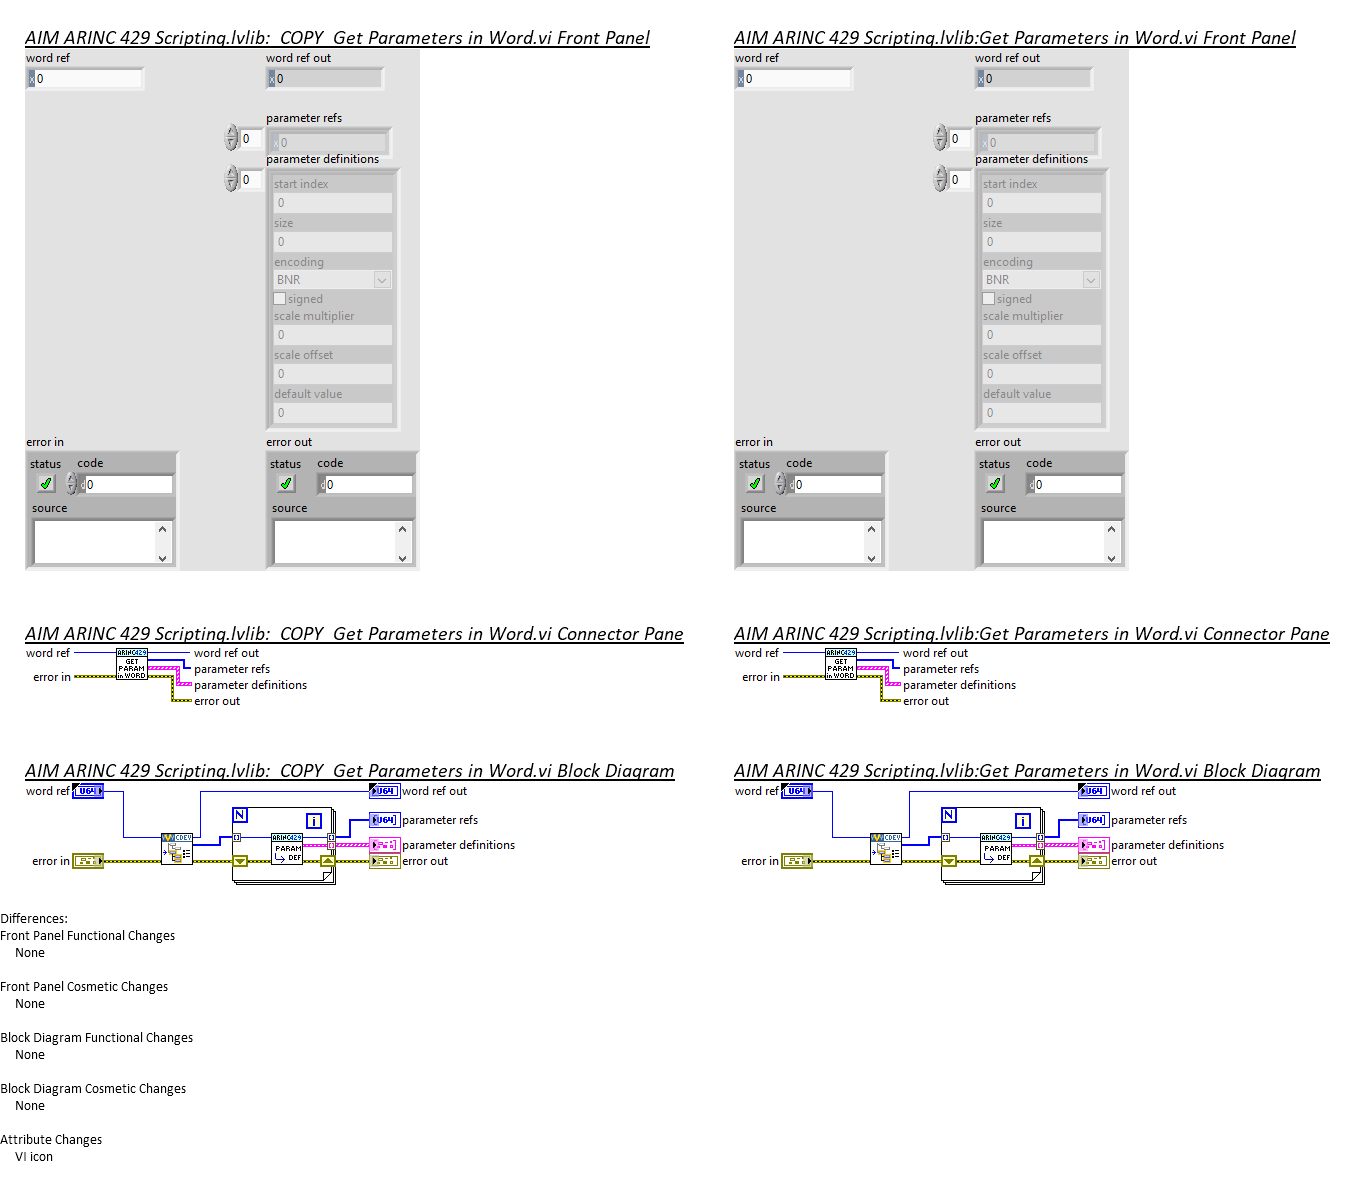 AIM ARINC 429 Scripting.lvlib:_COPY_Get Parameters in Word.vi Front Panel
word ref
x 0
word ref out
x 0
parameter refs
0
x 0
parameter definitions
0
start index
0
size
0
encoding
BNR
signed
scale multiplier
0
scale offset
0
default value
0
error in
status code
d 0
source
error out
status code
d 0
source
AIM ARINC 429 Scripting.lvlib:Get Parameters in Word.vi Front Panel
word ref
x 0
word ref out
x 0
parameter refs
0
x 0
parameter definitions
0
start index
0
size
0
encoding
BNR
signed
scale multiplier
0
scale offset
0
default value
0
error in
status code
d 0
source
error out
status code
d 0
source
AIM ARINC 429 Scripting.lvlib:_COPY_Get Parameters in Word.vi Connector Pane
word ref
error in
ARINC429
GET
PARAM
in WORD
word ref out
parameter refs
parameter definitions
error out
AIM ARINC 429 Scripting.lvlib:Get Parameters in Word.vi Connector Pane
word ref
error in
ARINC429
GET
PARAM
in WORD
word ref out
parameter refs
parameter definitions
error out
AIM ARINC 429 Scripting.lvlib:_COPY_Get Parameters in Word.vi Block Diagram
word ref U64
error in
CDEV
N
i
ARINC429
PARAM
DEF
U64 word ref out
[U64] parameter refs
parameter definitions
error out
AIM ARINC 429 Scripting.lvlib:Get Parameters in Word.vi Block Diagram
word ref U64
error in
CDEV
N
i
ARINC429
PARAM
DEF
U64 word ref out
[U64] parameter refs
parameter definitions
error out
Differences:
Front Panel Functional Changes
None
Front Panel Cosmetic Changes
None
Block Diagram Functional Changes
None
Block Diagram Cosmetic Changes
None
Attribute Changes
VI icon